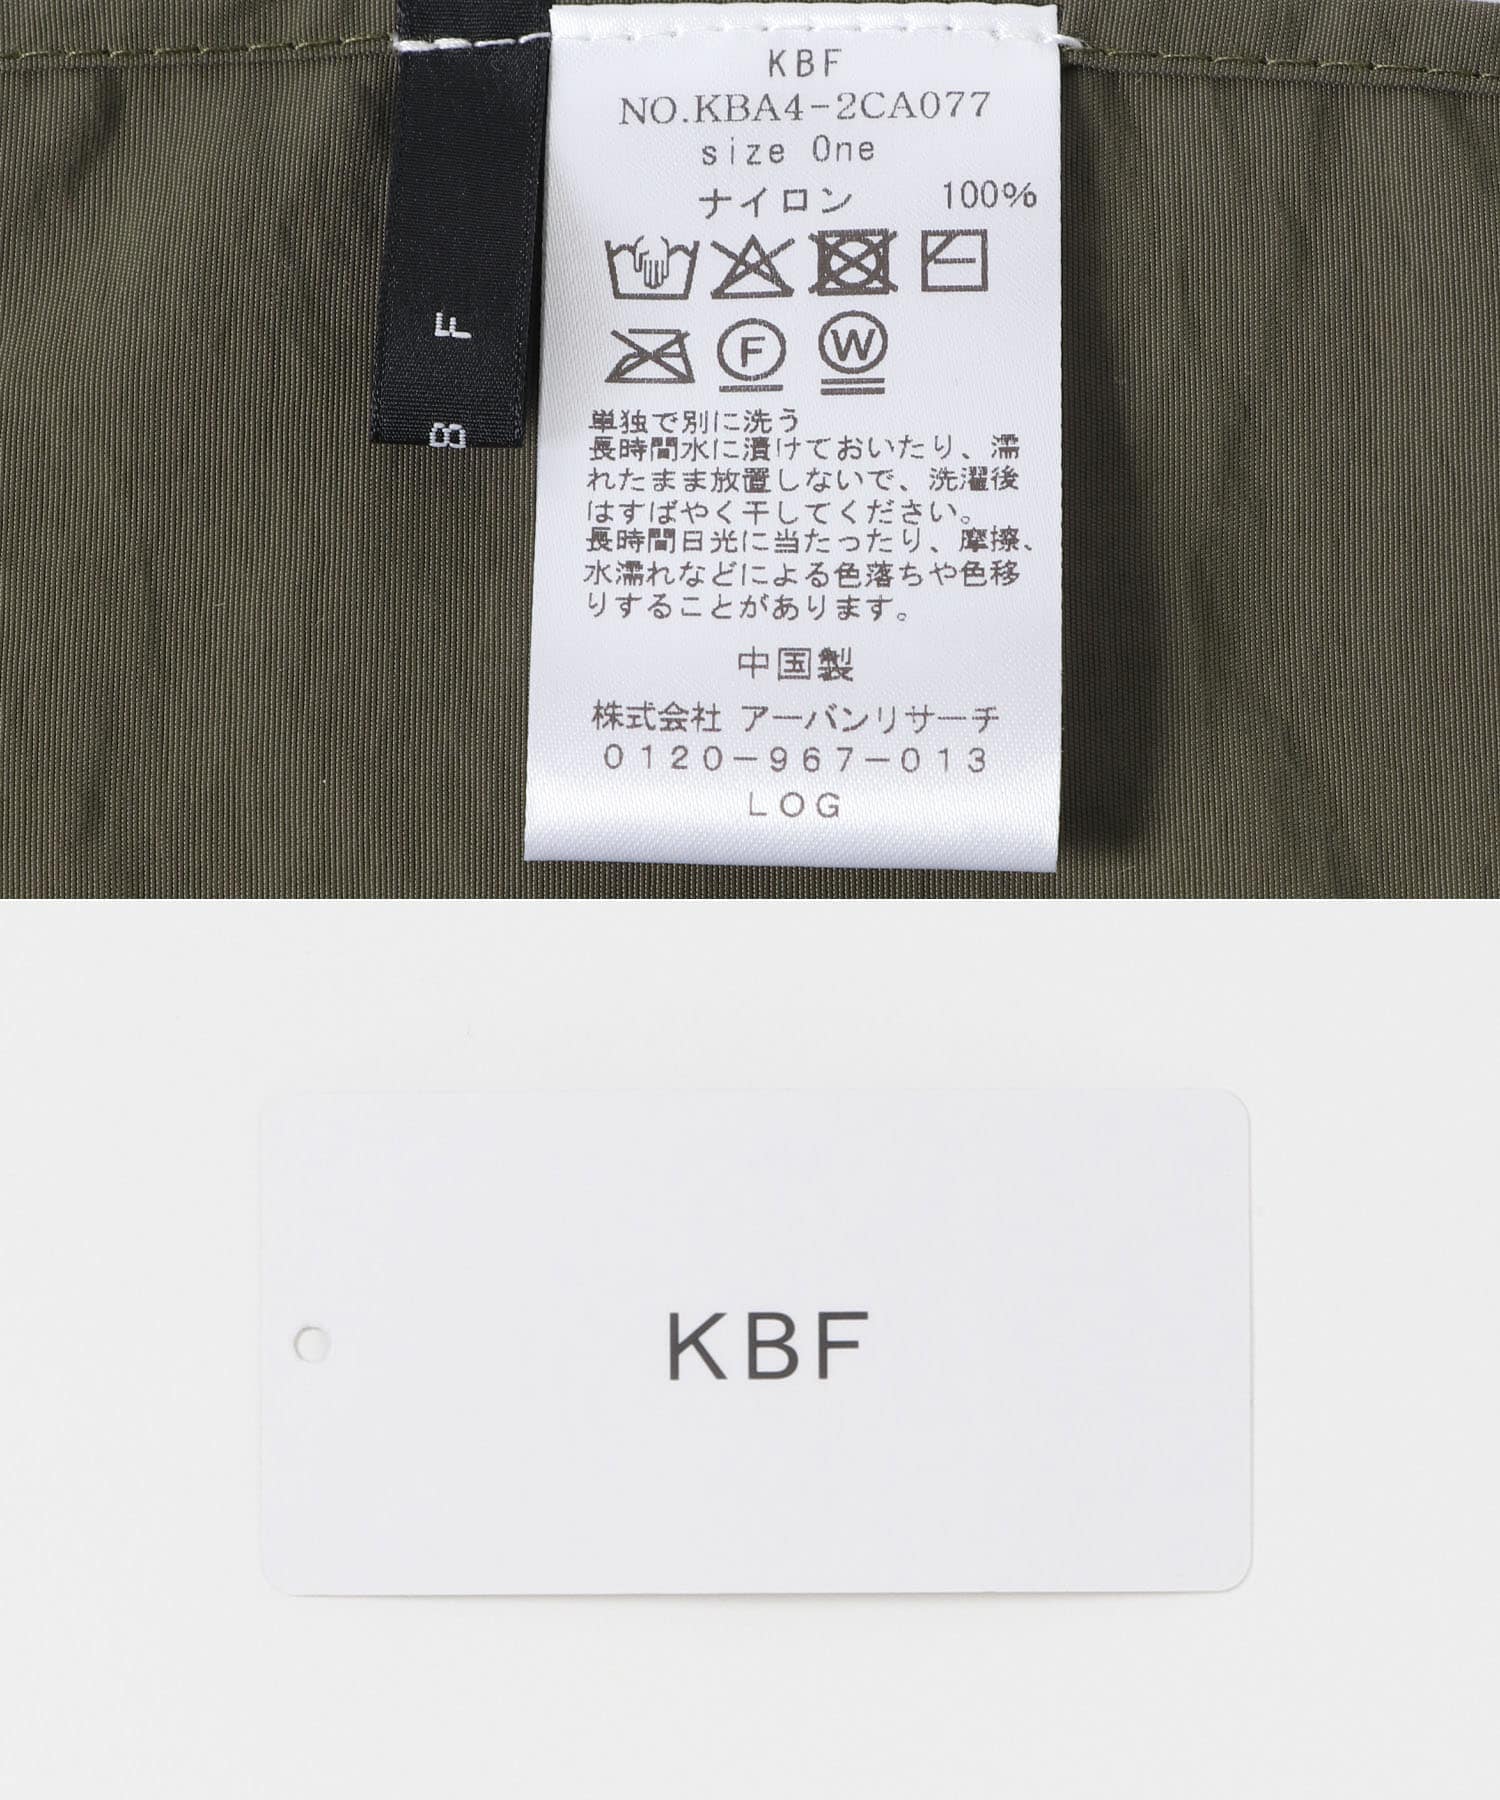 KBF
NO.KBA4-2CA077
size One
ナイロン 100%
F W
単独で別に洗う
長時間水に漬けておいたり、濡
れたまま放置しないで、洗濯後
はすばやく干してください。
長時間日光に当たったり、摩擦、
水濡れなどによる色落ちや色移
りすることがあります。
中国製
株式会社 アーバンリサーチ
0120-967-013
LOG
B F
KBF